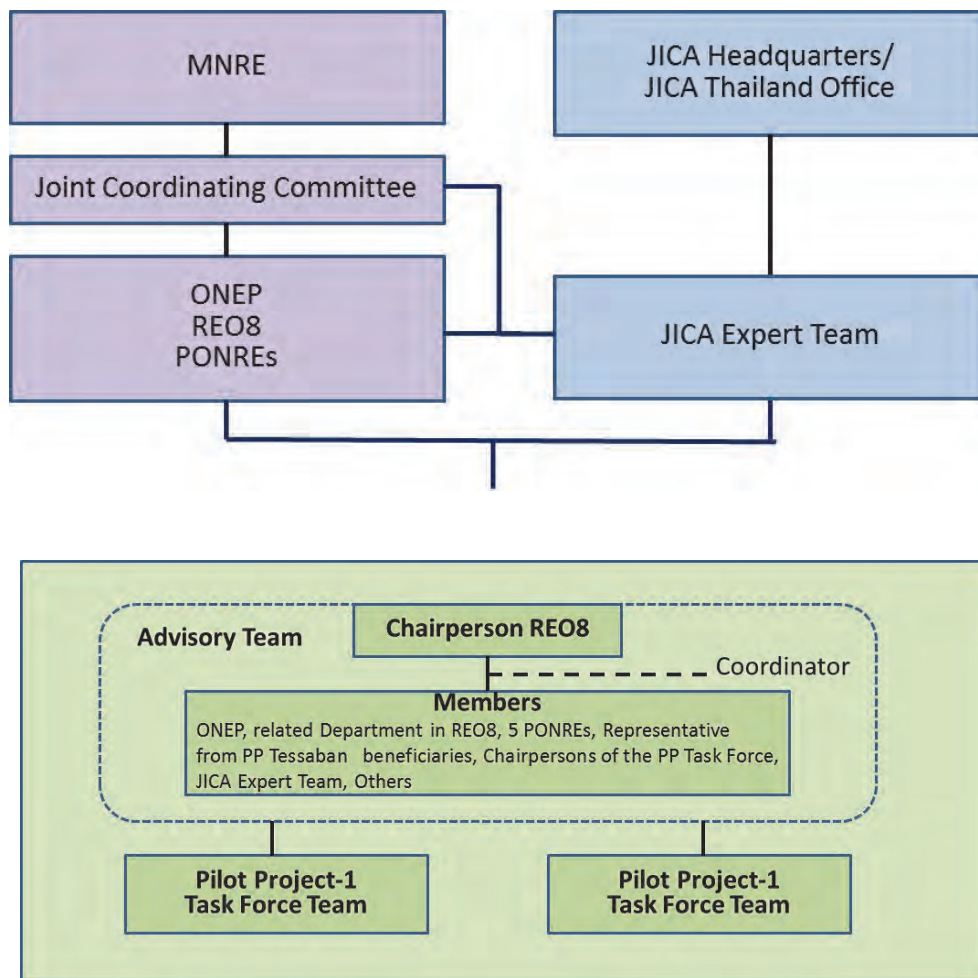 MNRE
JICA Headquarters/
JICA Thailand Office
Joint Coordinating Committee
ONEP
REO8
PONREs
JICA Expert Team
Advisory Team
Chairperson REO8
Coordinator
Members
ONEP, related Department in REO8, 5 PONREs, Representative
from PP Tessaban beneficiaries, Chairpersons of the PP Task Force,
JICA Expert Team, Others
Pilot Project-1
Task Force Team
Pilot Project-1
Task Force Team